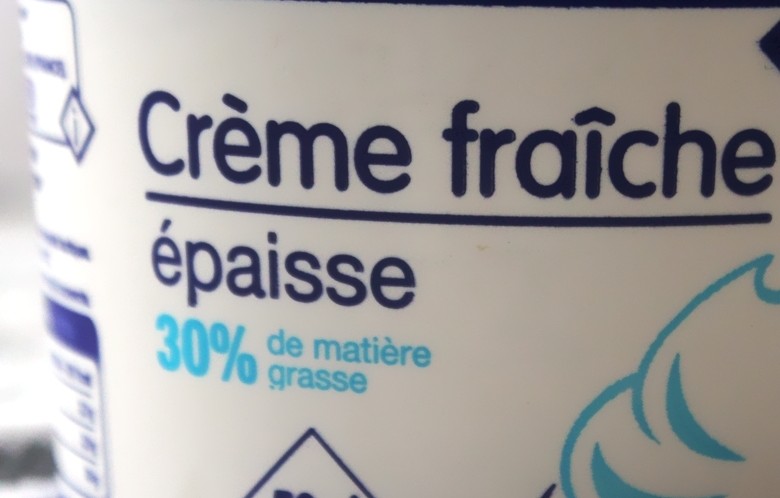 Crème fraîche
épaisse
30% de matière
grasse